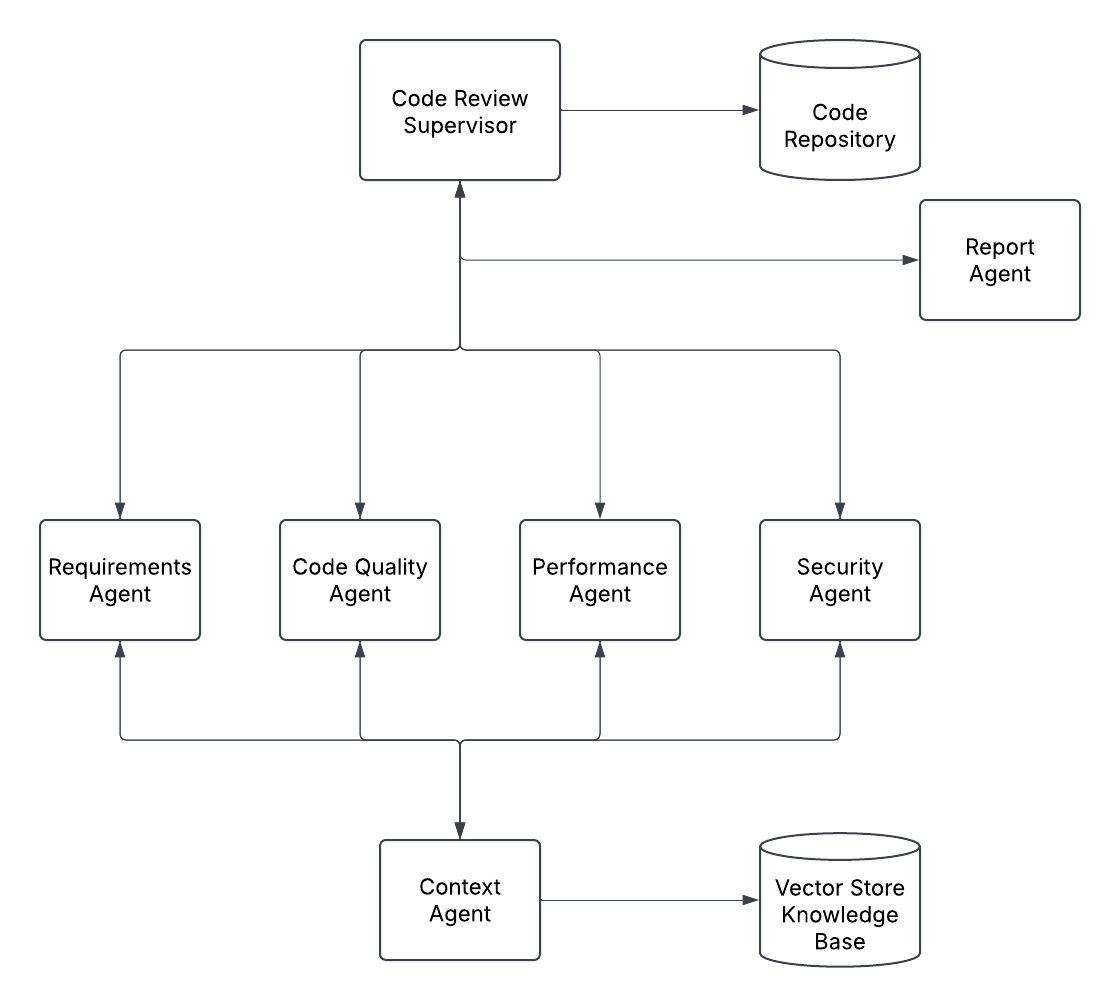 Code Review
Supervisor
Code
Repository
Report
Agent
Requirements
Agent
Code Quality
Agent
Performance
Agent
Security
Agent
Context
Agent
Vector Store
Knowledge
Base